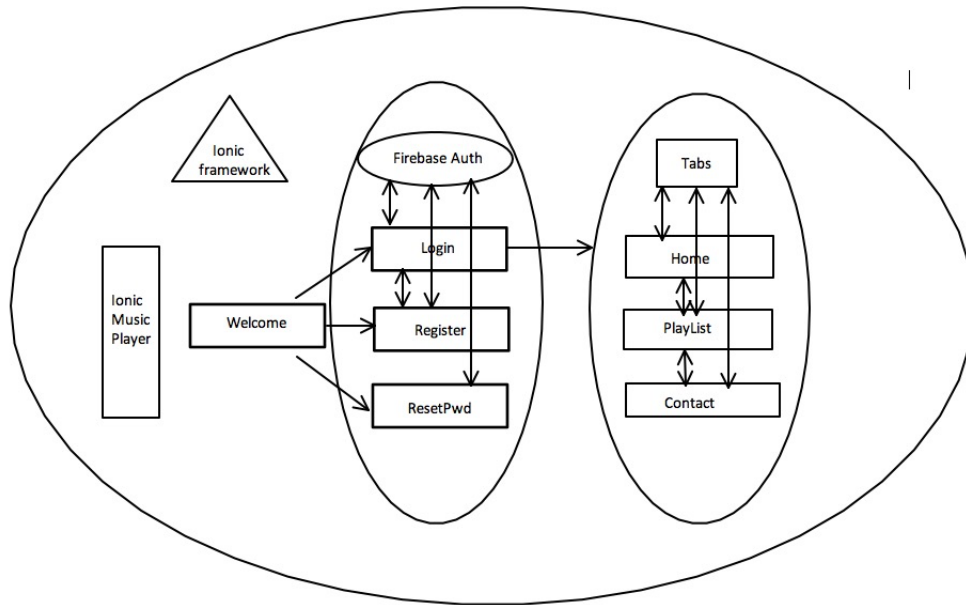 Ionic
framework
Ionic
Music
Player
Welcome
Firebase Auth
Login
Register
ResetPwd
Tabs
Home
PlayList
Contact